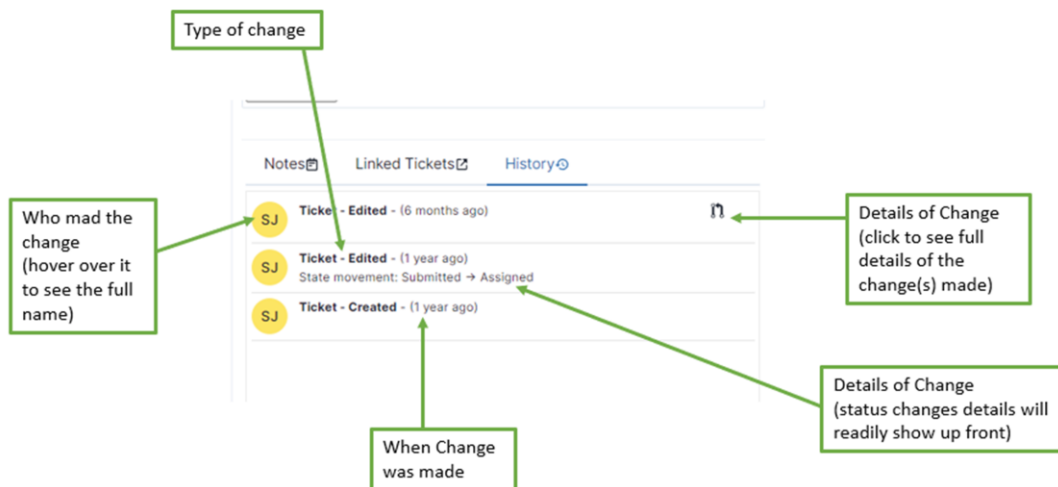 Type of change
Notes
Linked Tickets
History
Who mad the
change
(hover over it
to see the full
name)
SJ
Ticket - Edited - (6 months ago)
Details of Change
(click to see full
details of the
change(s) made)
SJ
Ticket - Edited - (1 year ago)
State movement: Submitted → Assigned
SJ
Ticket - Created - (1 year ago)
Details of Change
(status changes details will
readily show up front)
When Change
was made